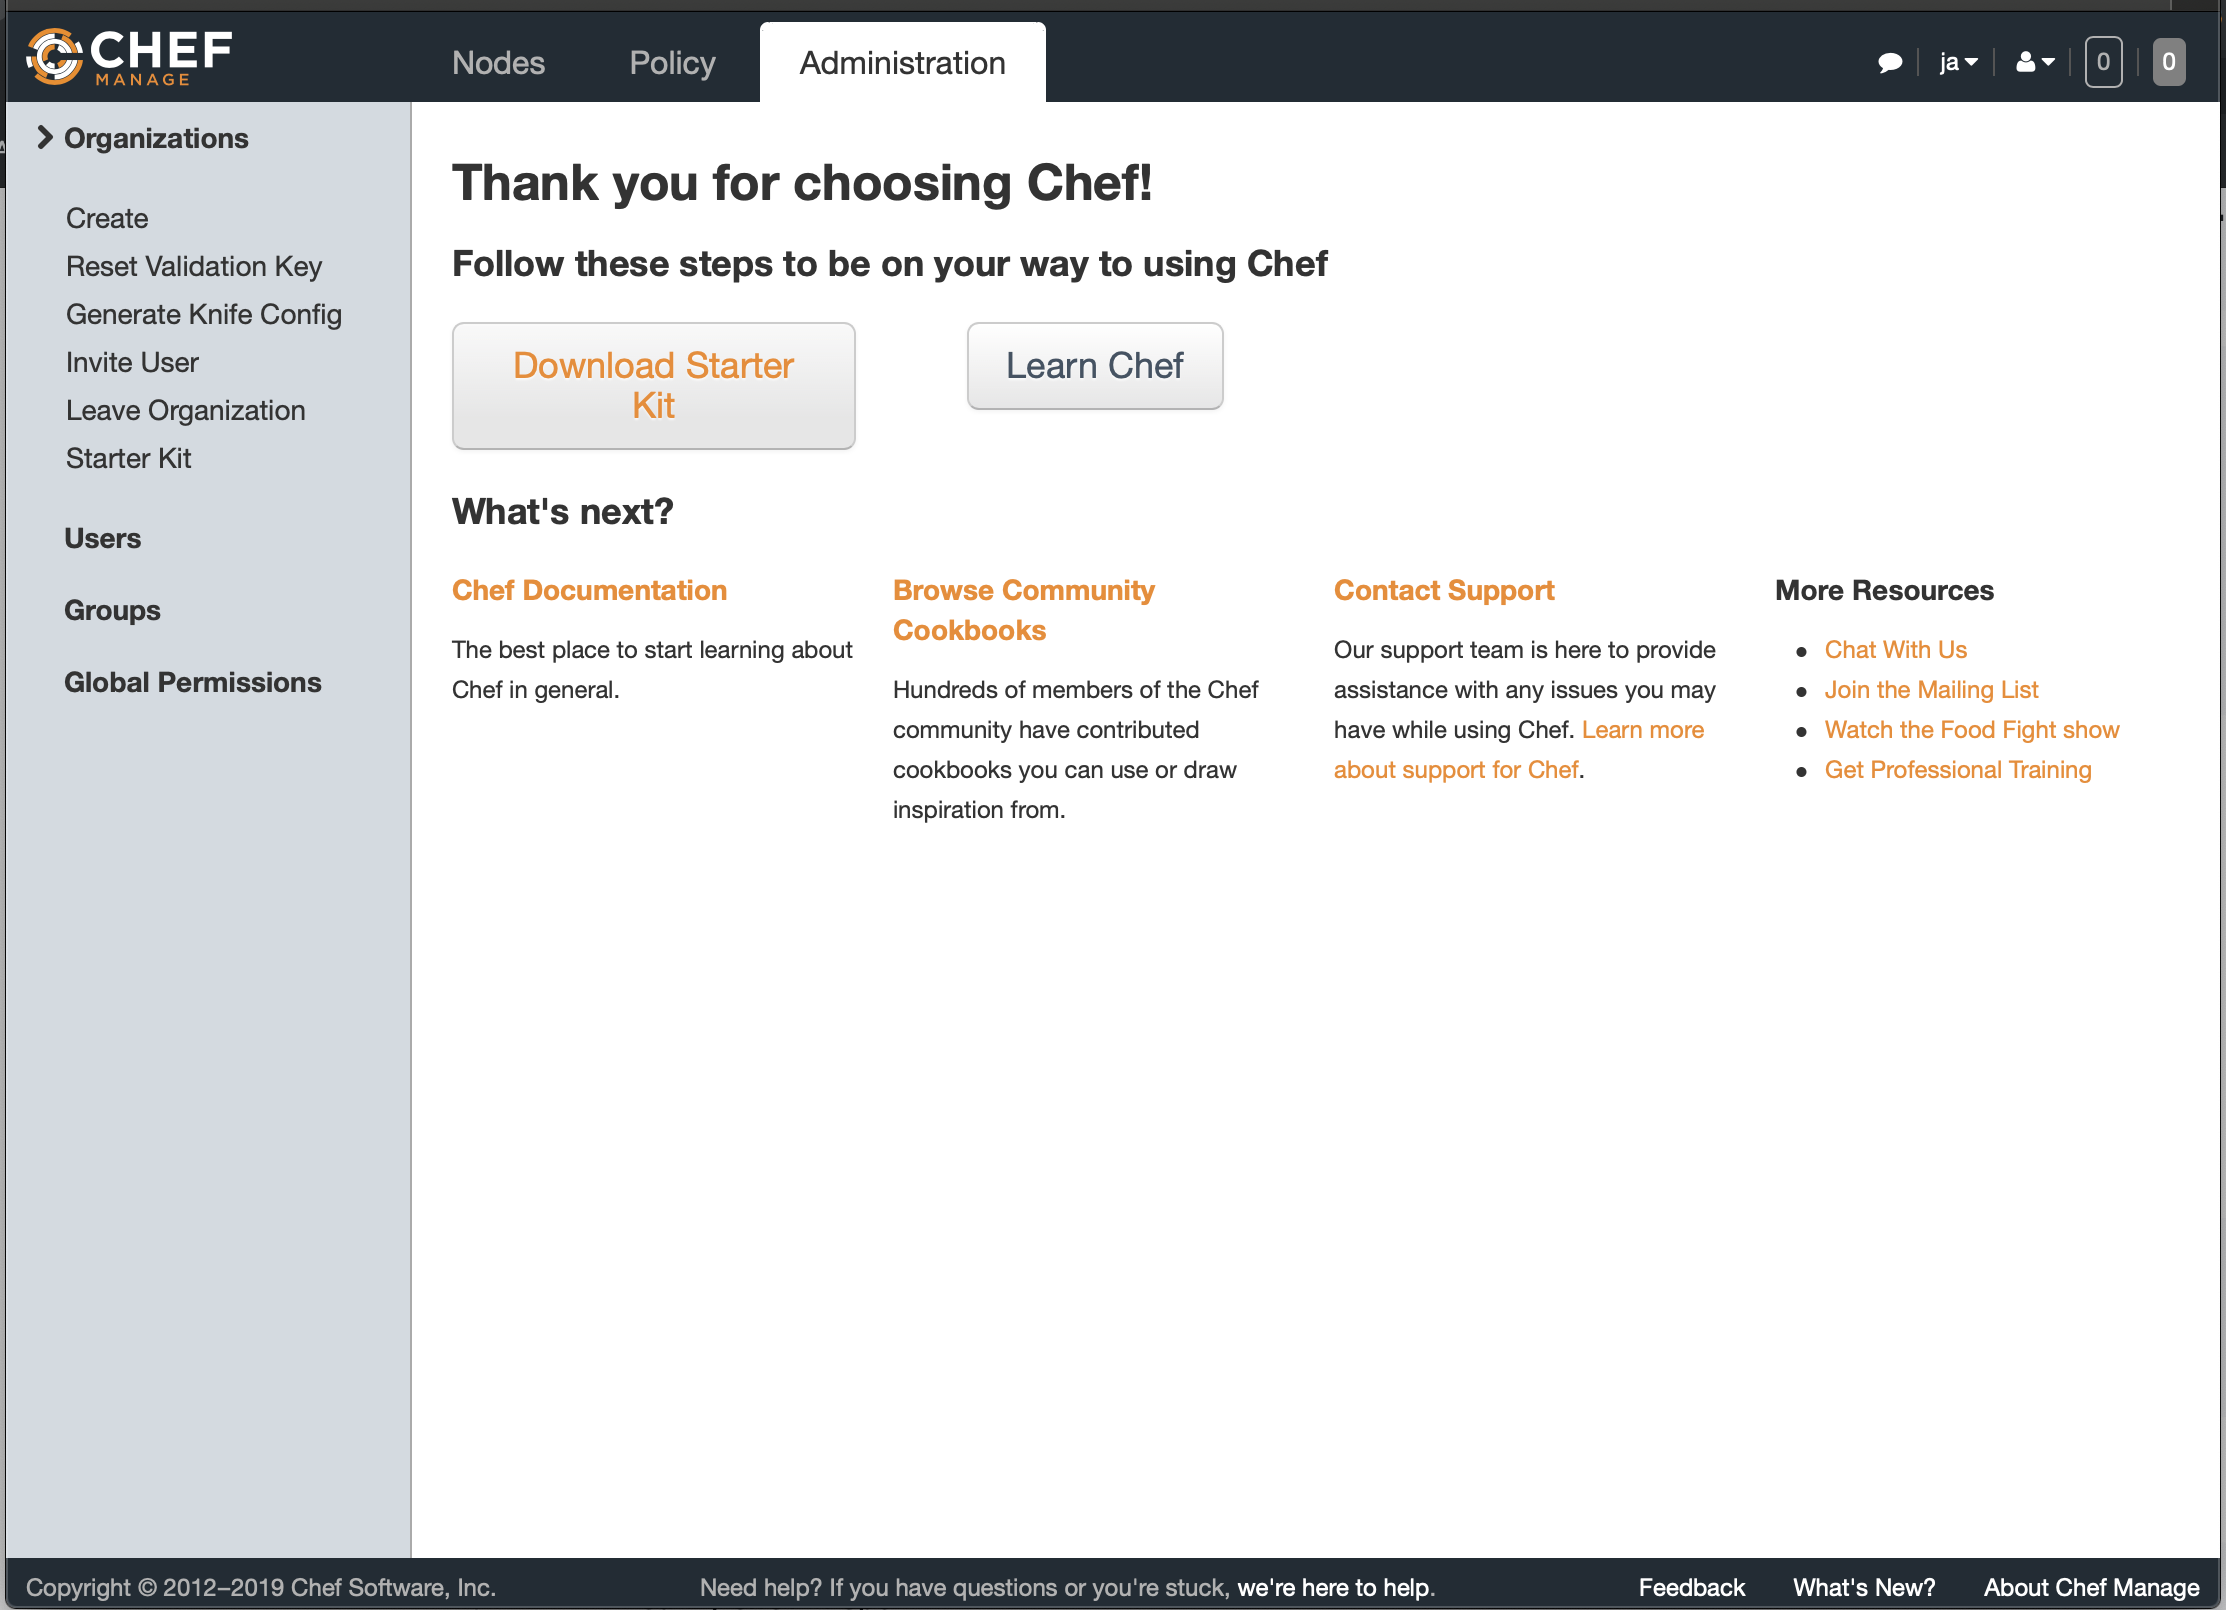 CHEF
MANAGE
Nodes
Policy
Administration
ja
0
0
Organizations
Create
Reset Validation Key
Generate Knife Config
Invite User
Leave Organization
Starter Kit
Users
Groups
Global Permissions
Thank you for choosing Chef!
Follow these steps to be on your way to using Chef
Download Starter
Kit
Learn Chef
What's next?
Chef Documentation
The best place to start learning about
Chef in general.
Browse Community
Cookbooks
Hundreds of members of the Chef
community have contributed
cookbooks you can use or draw
inspiration from.
Contact Support
Our support team is here to provide
assistance with any issues you may
have while using Chef. Learn more
about support for Chef.
More Resources
Chat With Us
Join the Mailing List
Watch the Food Fight show
Get Professional Training
Copyright © 2012–2019 Chef Software, Inc.
Need help? If you have questions or you're stuck, we're here to help.
Feedback
What's New?
About Chef Manage